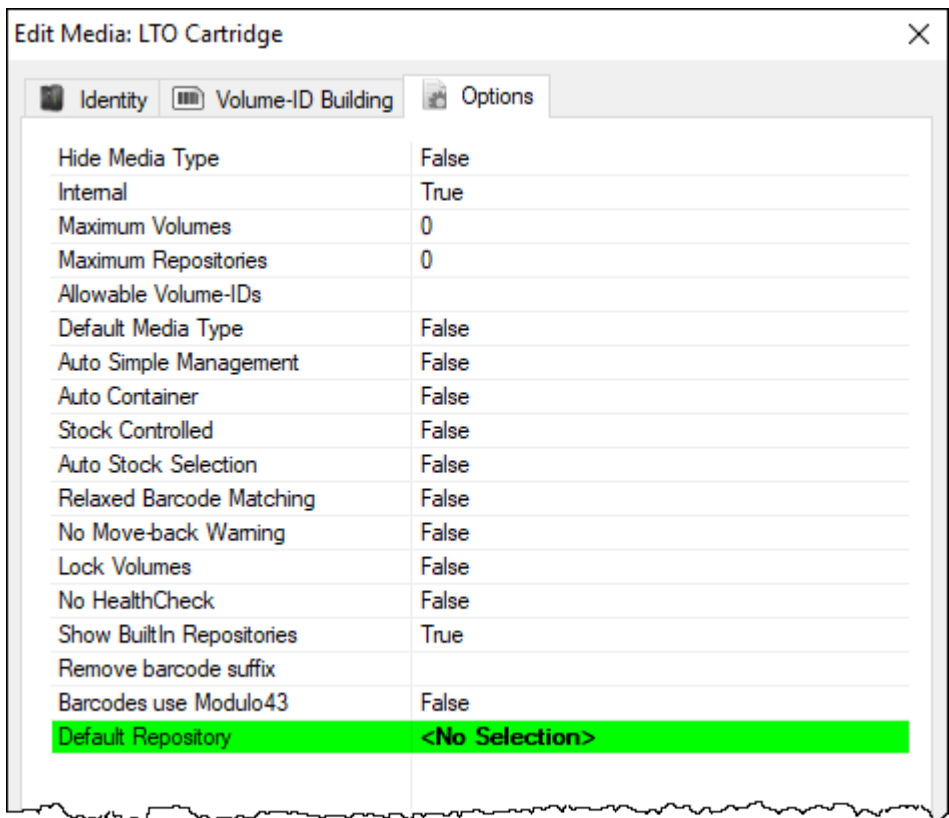 Edit Media: LTO Cartridge
Identity Volume-ID Building Options
Hide Media Type False
Internal True
Maximum Volumes 0
Maximum Repositories 0
Allowable Volume-IDs
Default Media Type False
Auto Simple Management False
Auto Container False
Stock Controlled False
Auto Stock Selection False
Relaxed Barcode Matching False
No Move-back Warning False
Lock Volumes False
No HealthCheck False
Show BuiltIn Repositories True
Remove barcode suffix
Barcodes use Modulo43 False
Default Repository <No Selection>